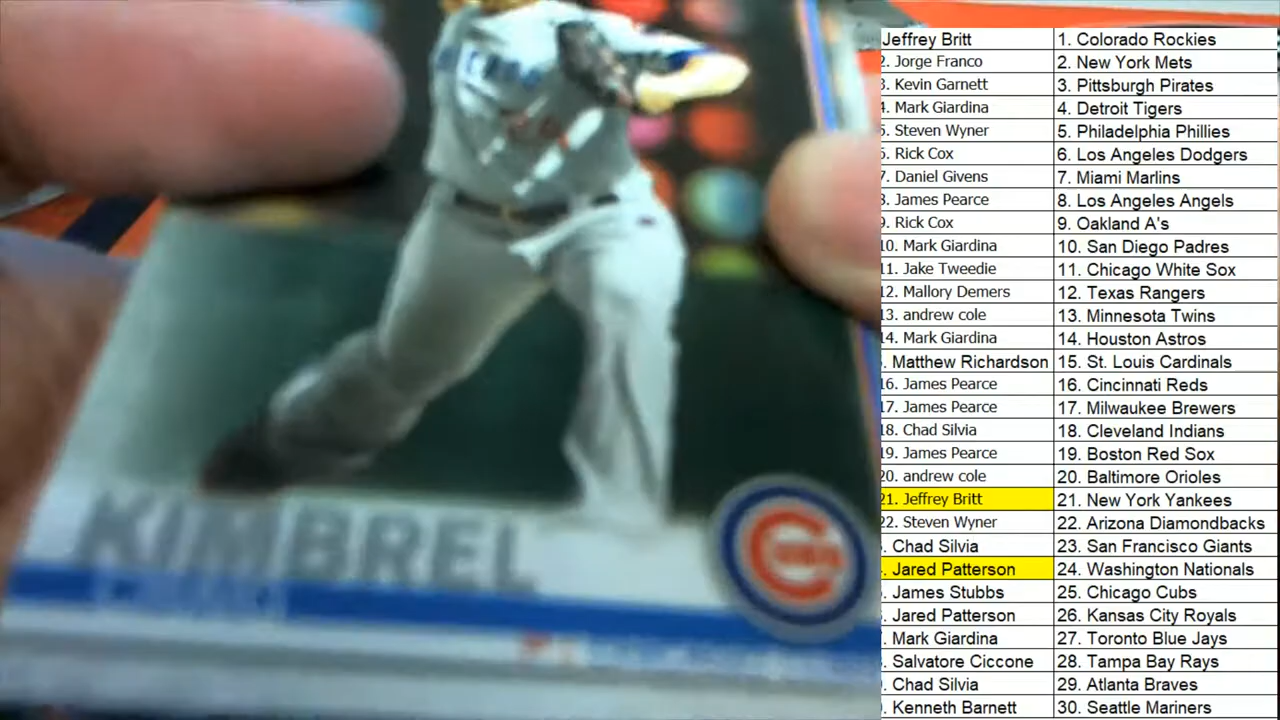 KIMBREL
CUBS
Jeffrey Britt 1. Colorado Rockies
2. Jorge Franco 2. New York Mets
3. Kevin Garnett 3. Pittsburgh Pirates
4. Mark Giardina 4. Detroit Tigers
5. Steven Wyner 5. Philadelphia Phillies
6. Rick Cox 6. Los Angeles Dodgers
7. Daniel Givens 7. Miami Marlins
8. James Pearce 8. Los Angeles Angels
9. Rick Cox 9. Oakland A's
10. Mark Giardina 10. San Diego Padres
11. Jake Tweedie 11. Chicago White Sox
12. Mallory Demers 12. Texas Rangers
13. andrew cole 13. Minnesota Twins
14. Mark Giardina 14. Houston Astros
. Matthew Richardson 15. St. Louis Cardinals
16. James Pearce 16. Cincinnati Reds
17. James Pearce 17. Milwaukee Brewers
18. Chad Silvia 18. Cleveland Indians
19. James Pearce 19. Boston Red Sox
20. andrew cole 20. Baltimore Orioles
21. Jeffrey Britt 21. New York Yankees
22. Steven Wyner 22. Arizona Diamondbacks
. Chad Silvia 23. San Francisco Giants
. Jared Patterson 24. Washington Nationals
. James Stubbs 25. Chicago Cubs
. Jared Patterson 26. Kansas City Royals
. Mark Giardina 27. Toronto Blue Jays
. Salvatore Ciccone 28. Tampa Bay Rays
. Chad Silvia 29. Atlanta Braves
. Kenneth Barnett 30. Seattle Mariners